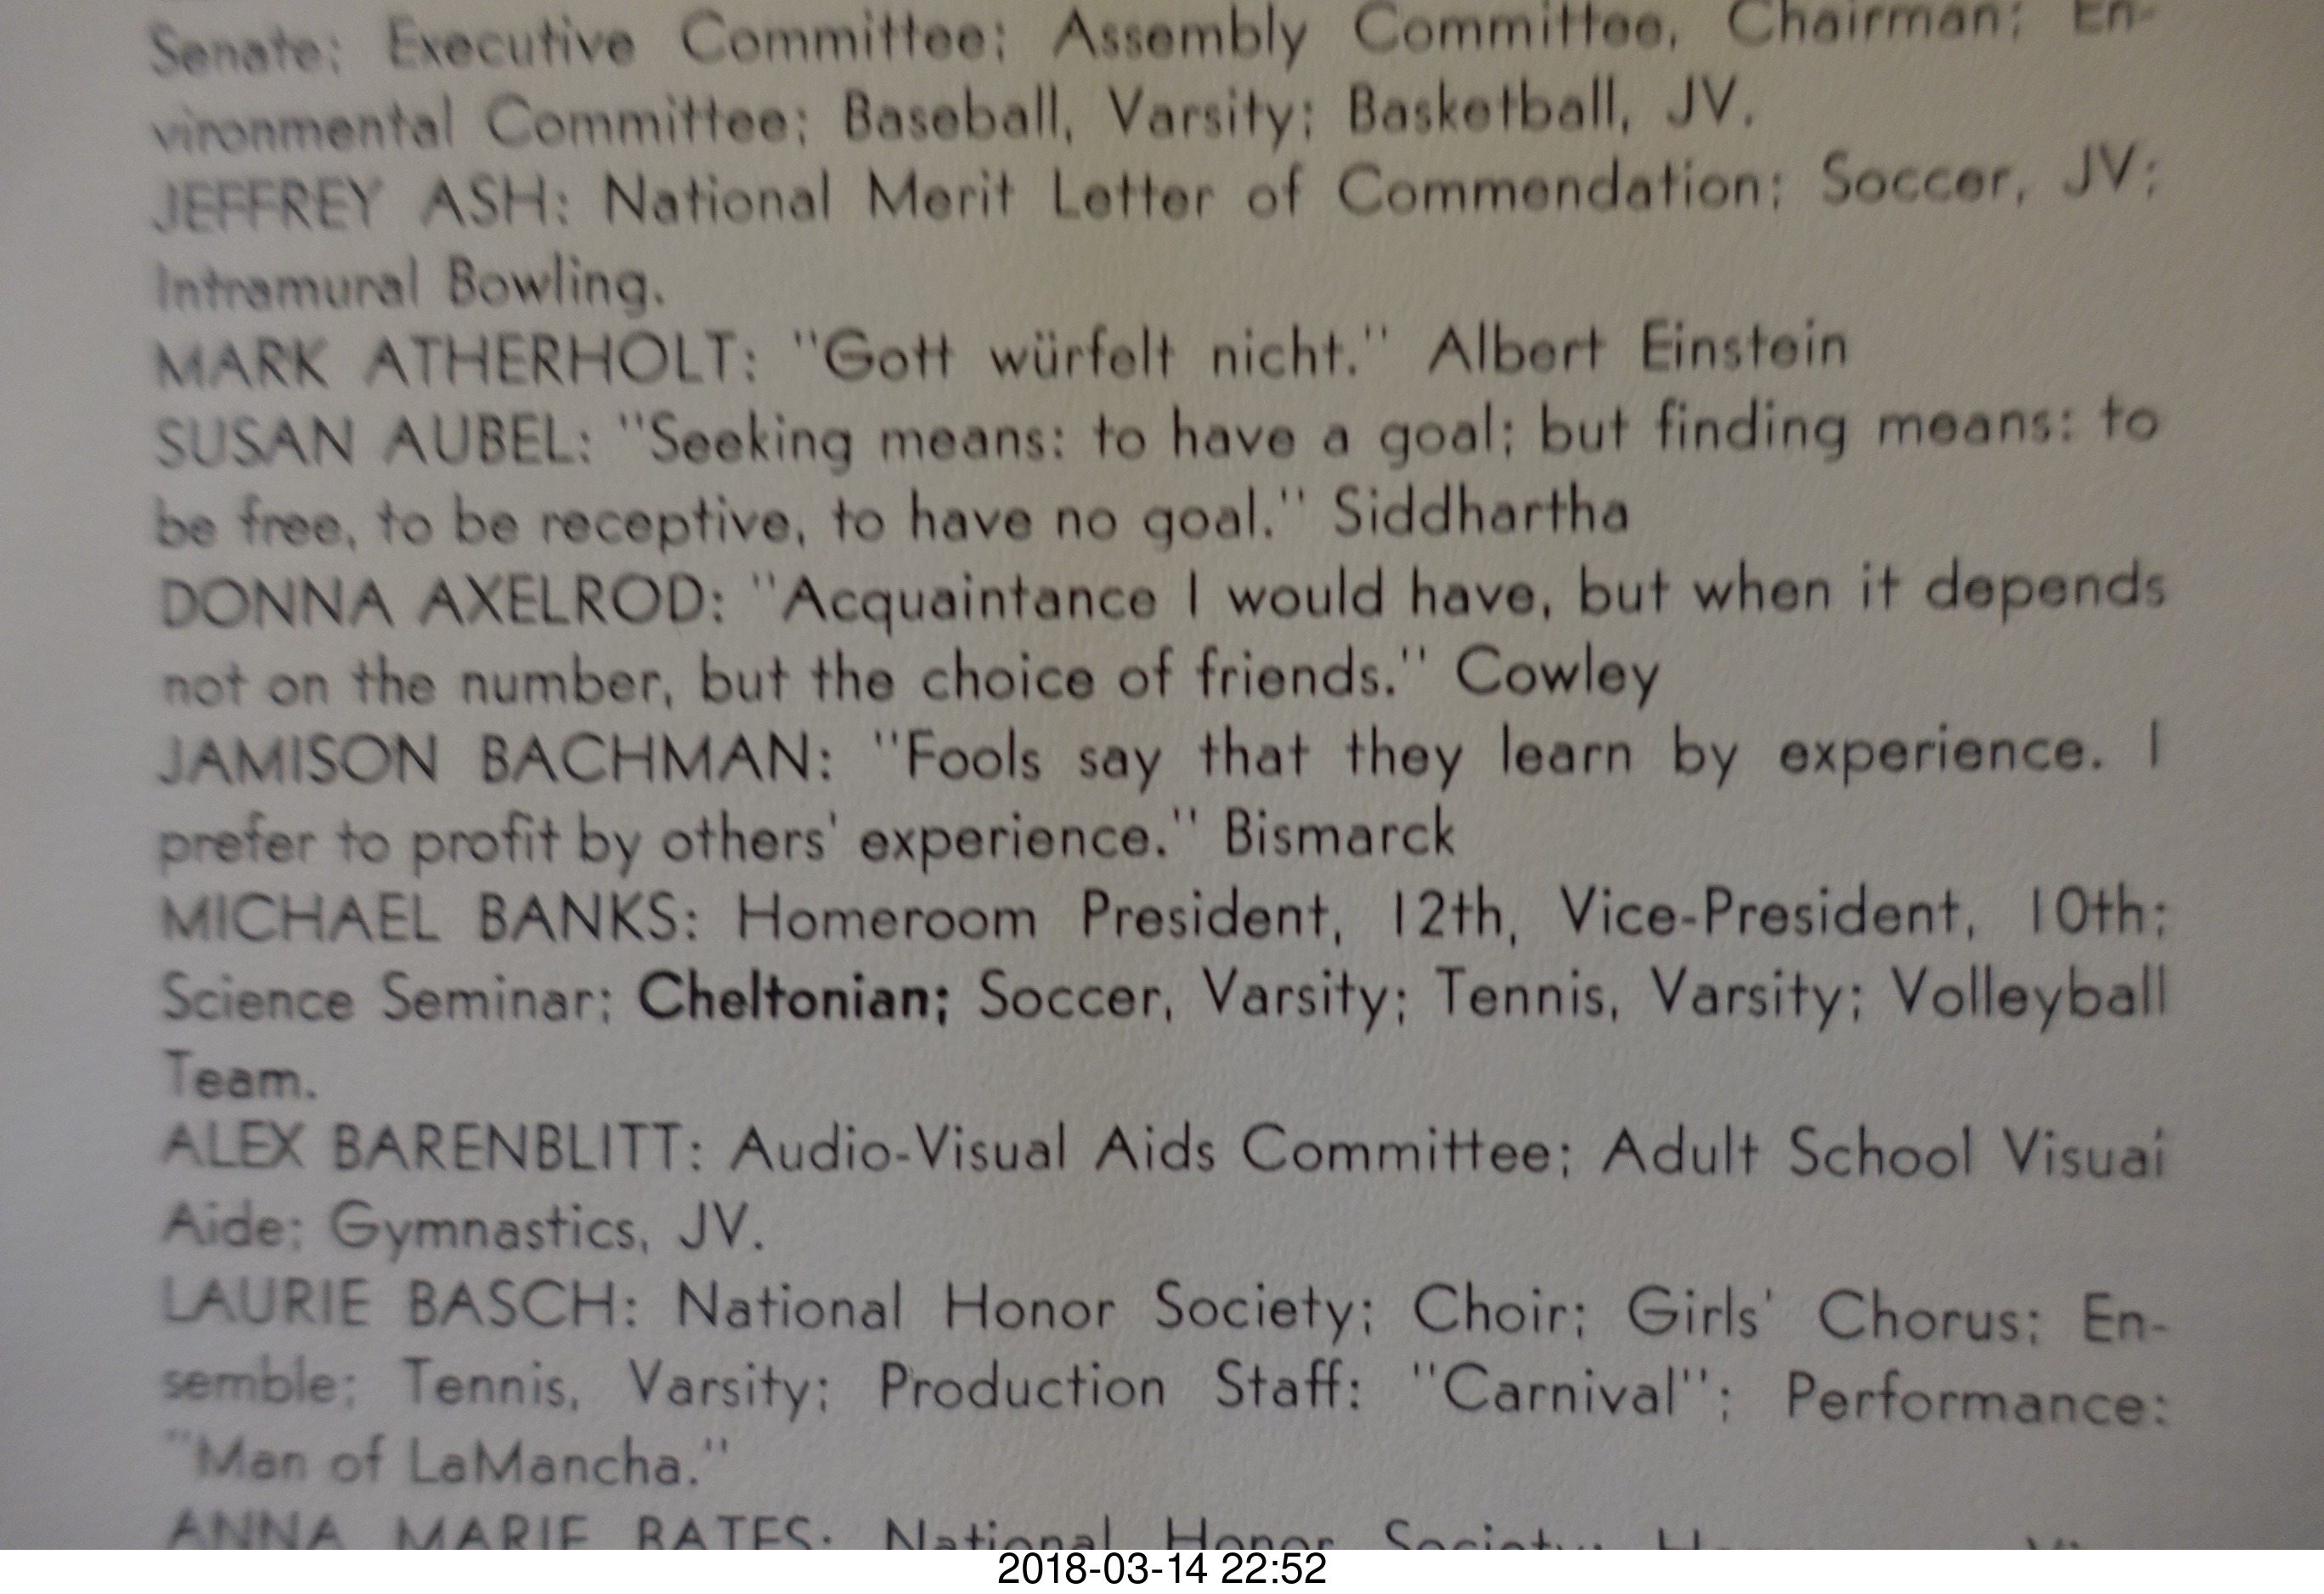 Senate; Executive Committee; Assembly Committee, Chairman; En-
vironmental Committee; Baseball, Varsity; Basketball, JV.
JEFFREY ASH: National Merit Letter of Commendation; Soccer, JV;
Intramural Bowling.
MARK ATHERHOLT: "Gott würfelt nicht." Albert Einstein
SUSAN AUBEL: "Seeking means: to have a goal; but finding means: to
be free, to be receptive, to have no goal." Siddhartha
DONNA AXELROD: "Acquaintance I would have, but when it depends
not on the number, but the choice of friends." Cowley
JAMISON BACHMAN: "Fools say that they learn by experience. I
prefer to profit by others' experience." Bismarck
MICHAEL BANKS: Homeroom President, 12th, Vice-President, 10th;
Science Seminar; Cheltonian; Soccer, Varsity; Tennis, Varsity; Volleyball
Team.
ALEX BARENBLITT: Audio-Visual Aids Committee; Adult School Visual
Aide; Gymnastics, JV.
LAURIE BASCH: National Honor Society; Choir; Girls' Chorus; En-
semble; Tennis, Varsity; Production Staff: "Carnival"; Performance:
"Man of LaMancha."
ANNA MARIE BATES: National Honor Society;
2018-03-14 22:52